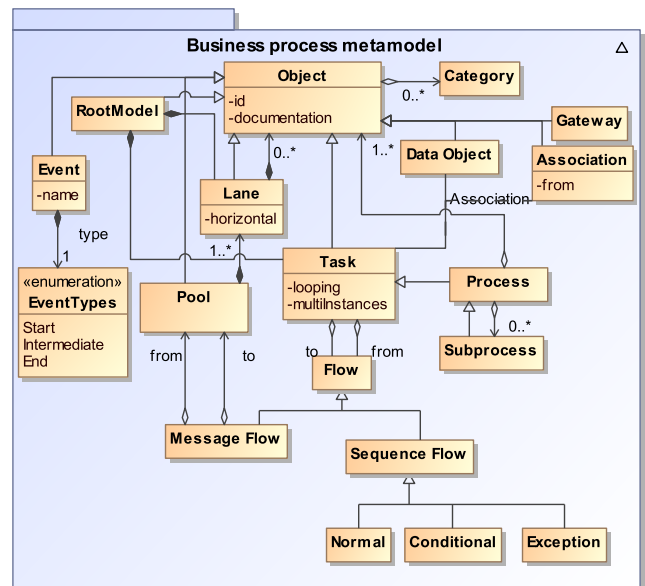 Business process metamodel
Object
-id
-documentation
Category
0..*
RootModel
Gateway
Event
-name
0..*
1..*
Data Object
Association
-from
Lane
-horizontal
Association
type
1
1..*
«enumeration»
EventTypes
Start
Intermediate
End
Pool
Task
-looping
-multiInstances
Process
0..*
Subprocess
from
to
to
from
Flow
Message Flow
Sequence Flow
Normal
Conditional
Exception